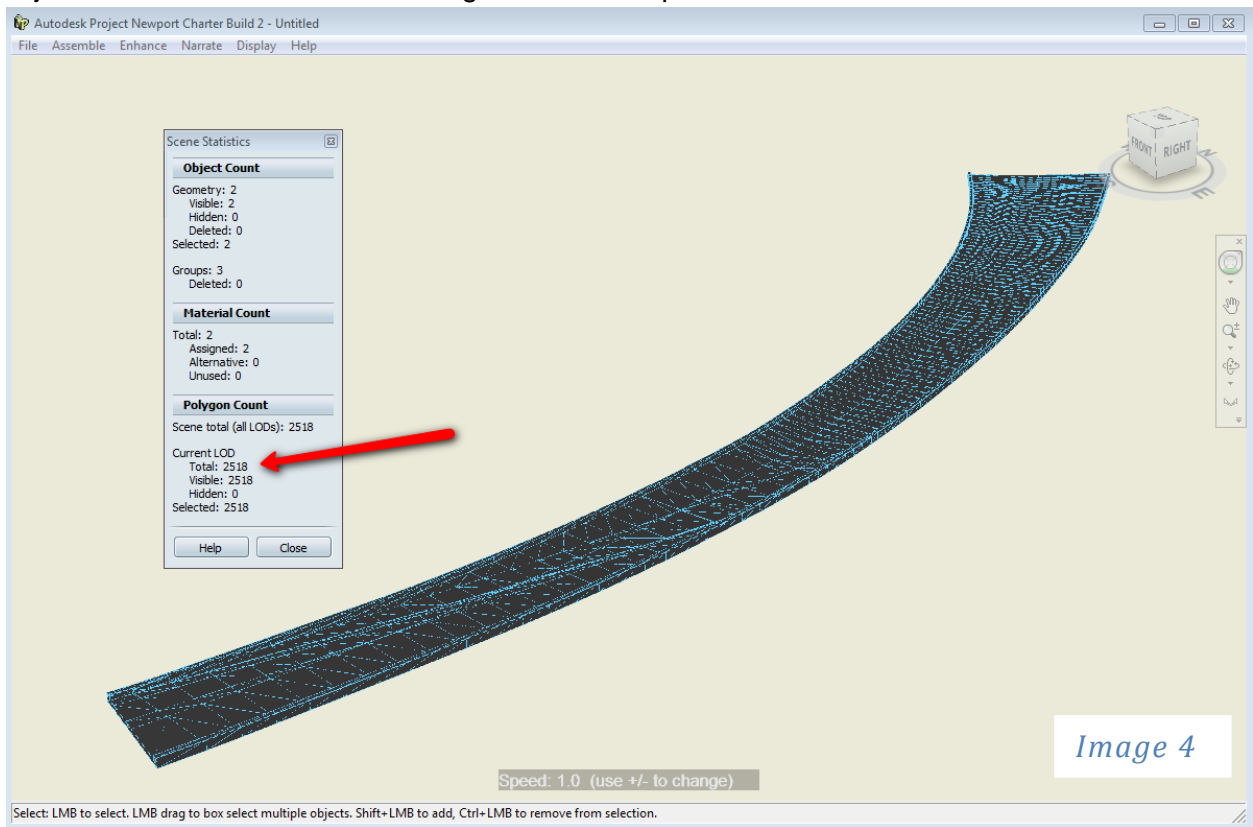 Autodesk Project Newport Charter Build 2 - Untitled
File Assemble Enhance Narrate Display Help
Scene Statistics
Object Count
Geometry: 2
Visible: 2
Hidden: 0
Deleted: 0
Selected: 2
Groups: 3
Deleted: 0
Material Count
Total: 2
Assigned: 2
Alternative: 0
Unused: 0
Polygon Count
Scene total (all LODs): 2518
Current LOD
Total: 2518
Visible: 2518
Hidden: 0
Selected: 2518
Help Close
FRONT RIGHT
E
Image 4
Speed: 1.0 (use +/- to change)
Select: LMB to select. LMB drag to box select multiple objects. Shift+LMB to add, Ctrl+LMB to remove from selection.